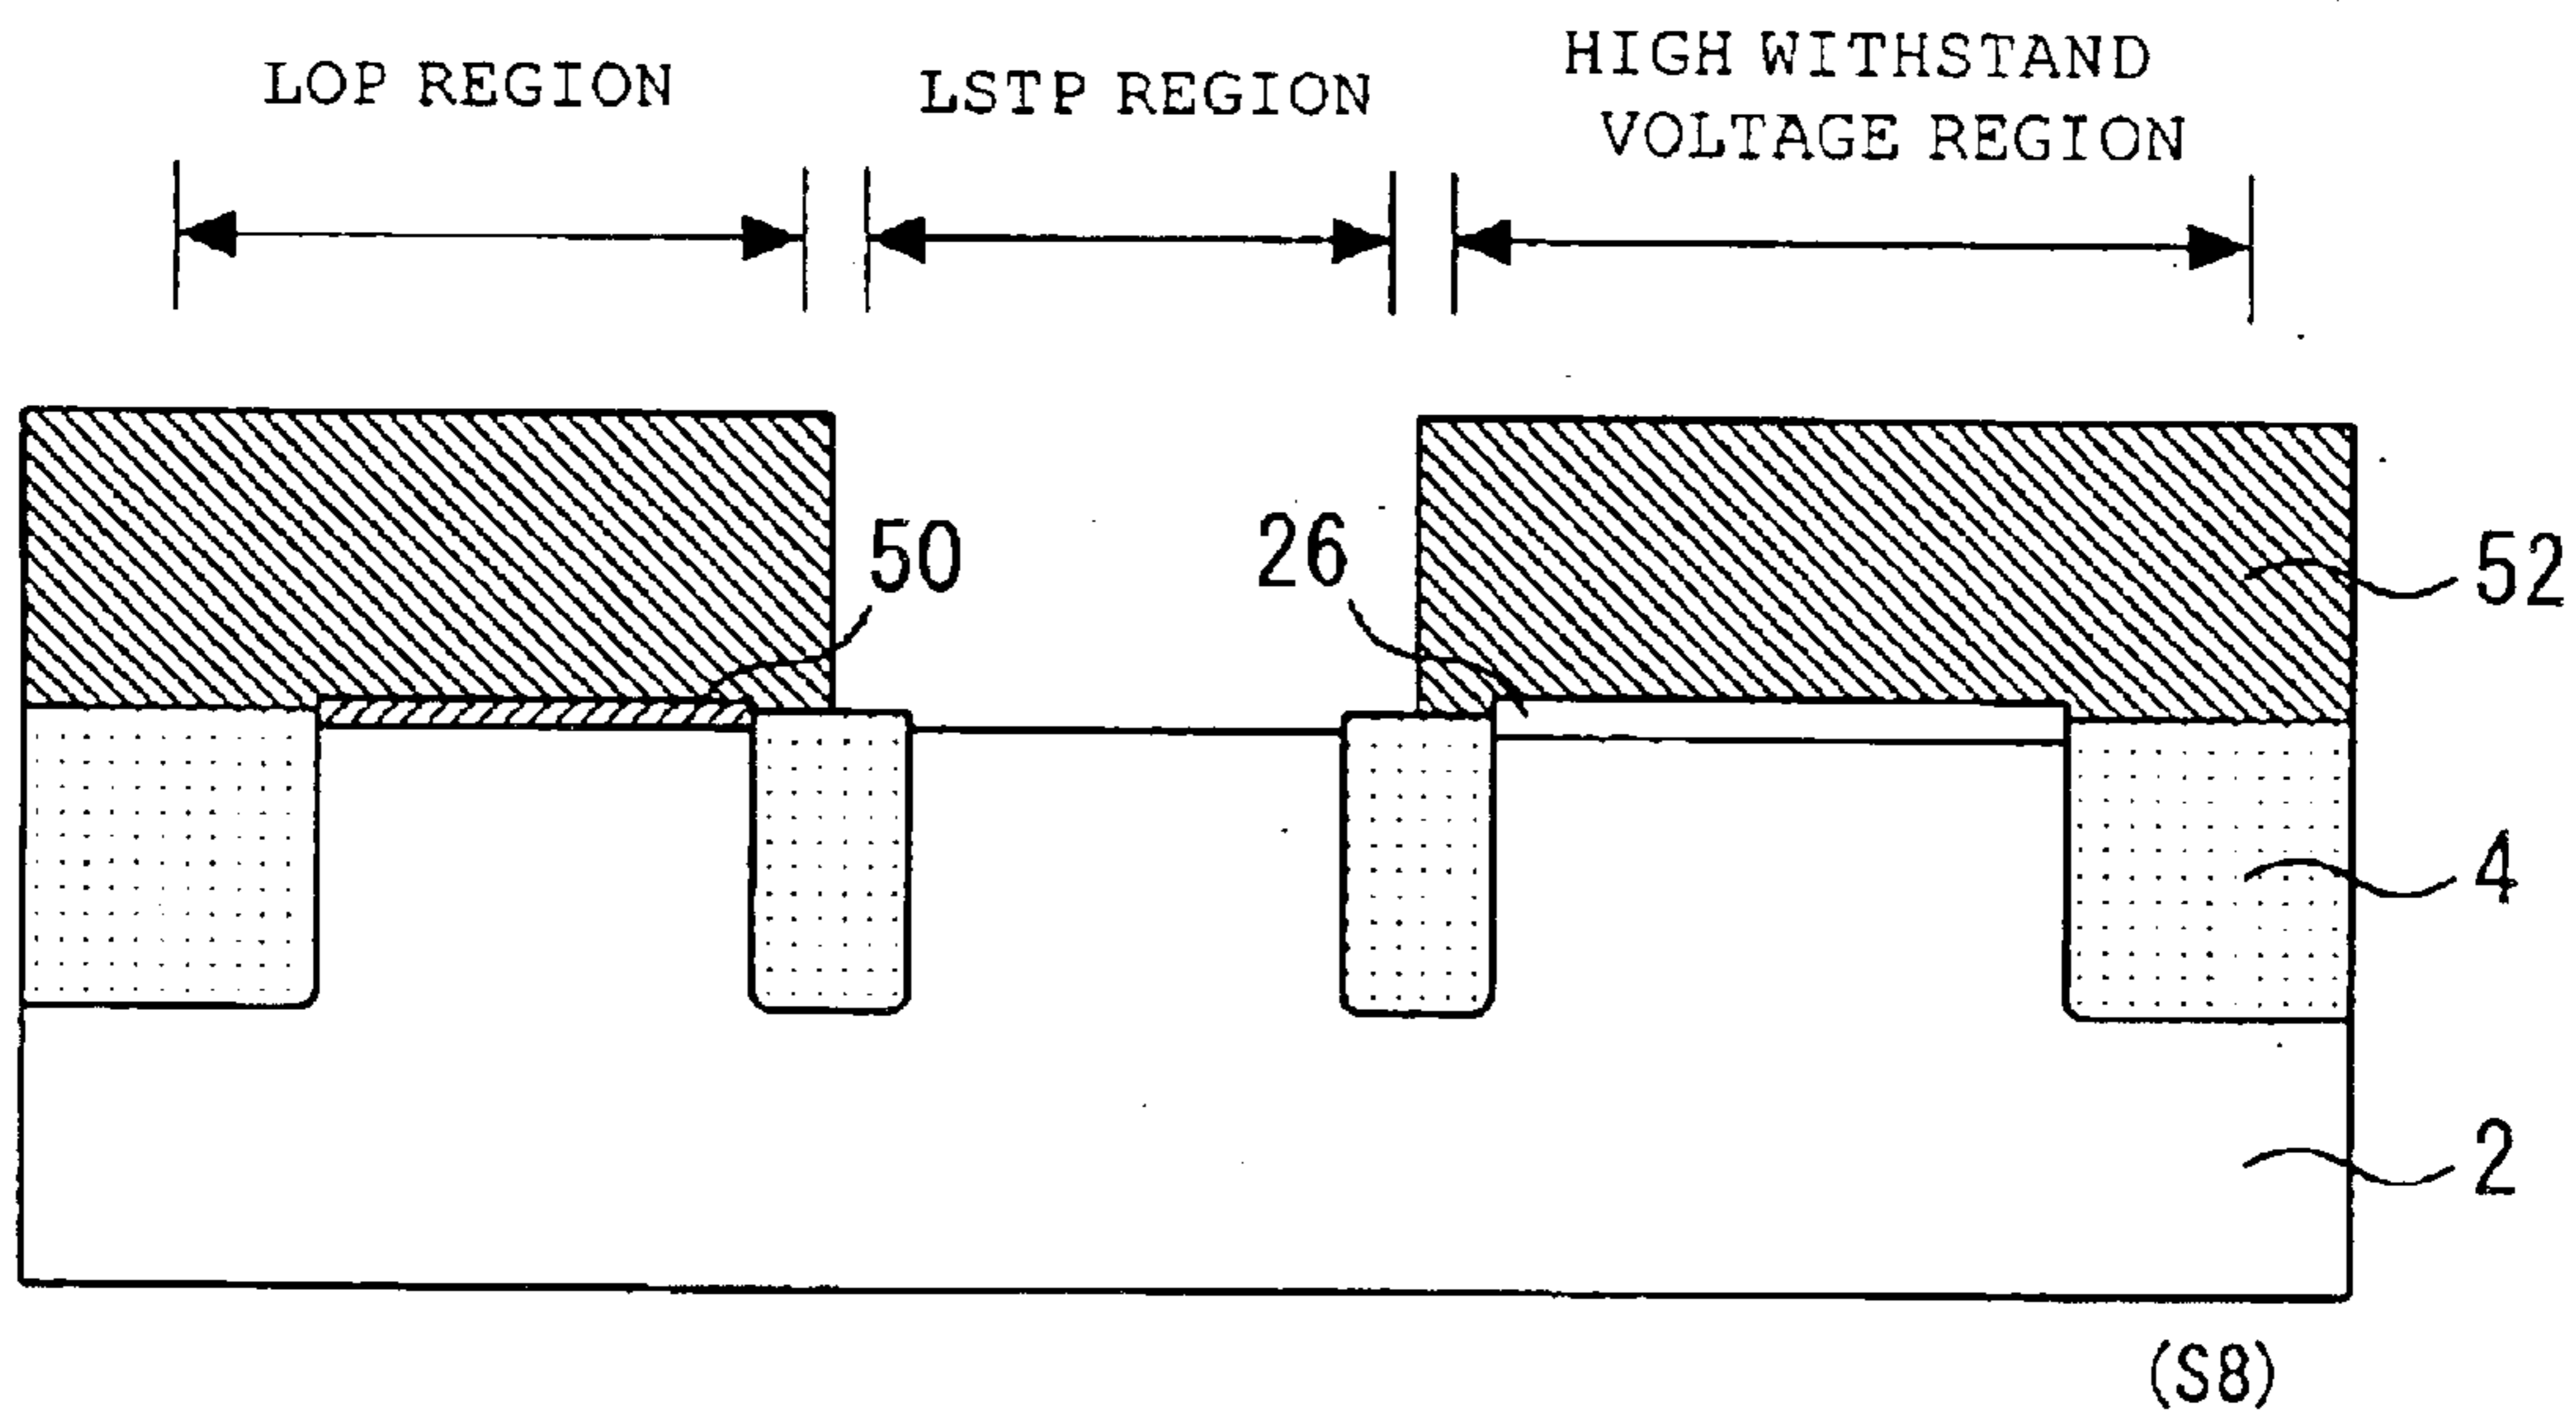 LOP REGION
LSTP REGION
HIGH WITHSTAND
VOLTAGE REGION
50
26
52
4
2
(S8)